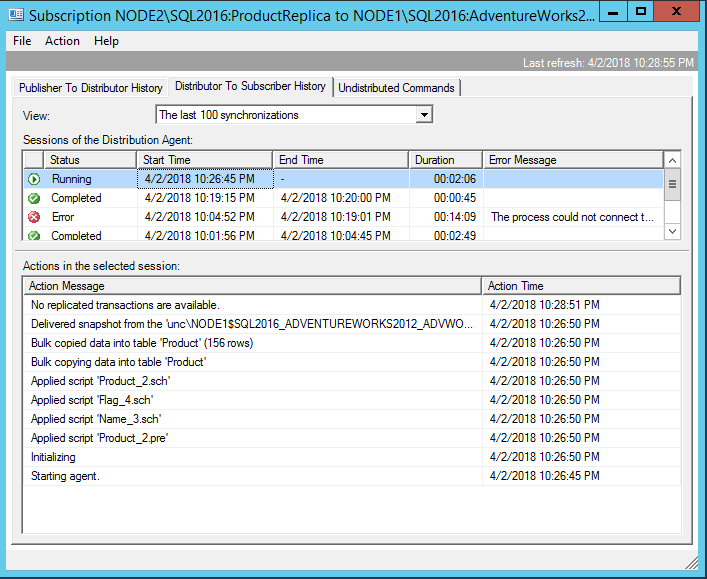 Subscription NODE2\SQL2016:ProductReplica to NODE1\SQL2016:AdventureWorks2...
File Action Help
Last refresh: 4/2/2018 10:28:55 PM
Publisher To Distributor History Distributor To Subscriber History Undistributed Commands
View: The last 100 synchronizations
Sessions of the Distribution Agent:
Status Start Time End Time Duration Error Message
Running 4/2/2018 10:26:45 PM - 00:02:06
Completed 4/2/2018 10:19:15 PM 4/2/2018 10:20:00 PM 00:00:45
Error 4/2/2018 10:04:52 PM 4/2/2018 10:19:01 PM 00:14:09 The process could not connect t...
Completed 4/2/2018 10:01:56 PM 4/2/2018 10:04:45 PM 00:02:49
Actions in the selected session:
Action Message Action Time
No replicated transactions are available. 4/2/2018 10:28:51 PM
Delivered snapshot from the 'unc\NODE1$SQL2016_ADVENTUREWORKS2012_ADVWO... 4/2/2018 10:26:50 PM
Bulk copied data into table 'Product' (156 rows) 4/2/2018 10:26:50 PM
Bulk copying data into table 'Product' 4/2/2018 10:26:50 PM
Applied script 'Product_2.sch' 4/2/2018 10:26:50 PM
Applied script 'Flag_4.sch' 4/2/2018 10:26:50 PM
Applied script 'Name_3.sch' 4/2/2018 10:26:50 PM
Applied script 'Product_2.pre' 4/2/2018 10:26:50 PM
Initializing 4/2/2018 10:26:50 PM
Starting agent. 4/2/2018 10:26:45 PM